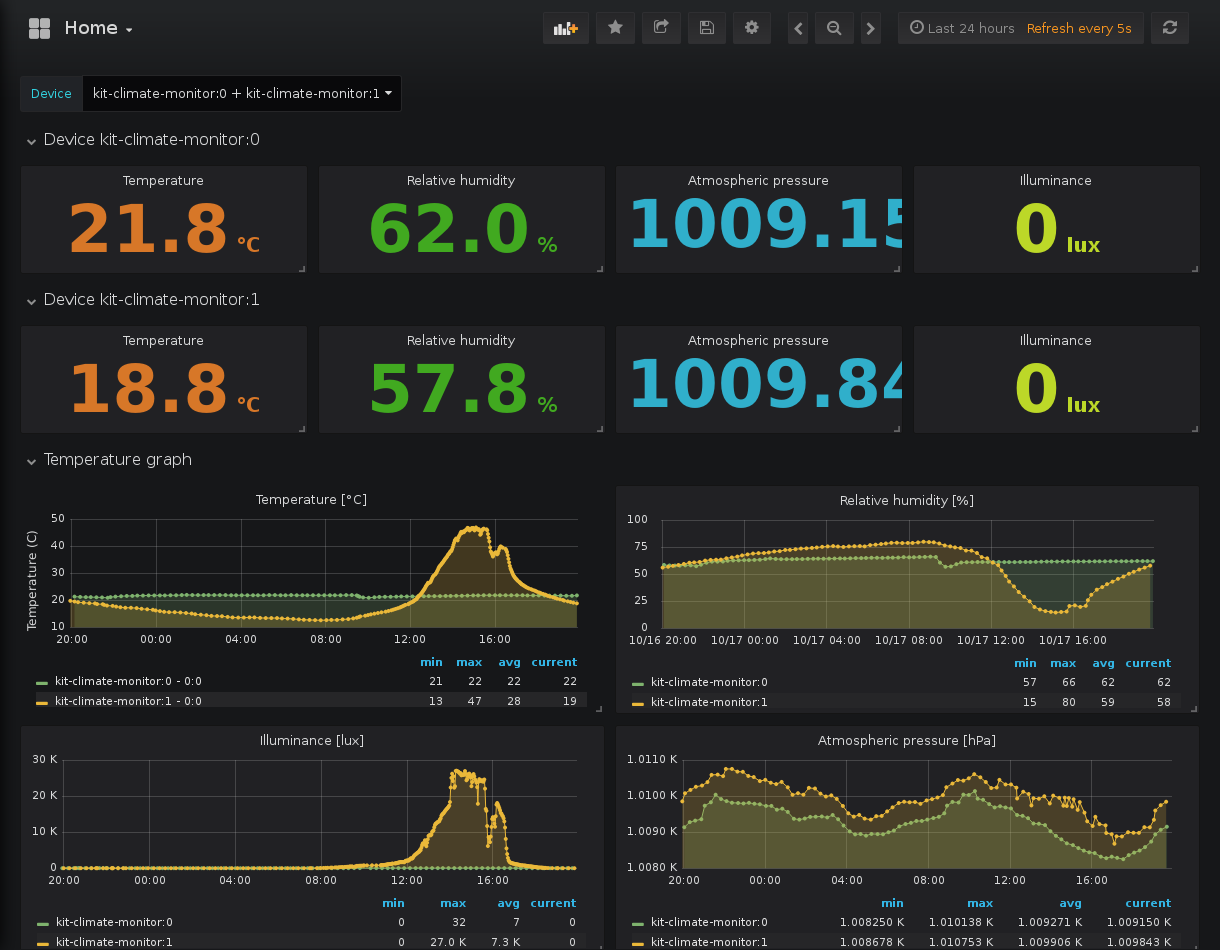 Home
Last 24 hours Refresh every 5s
Device kit-climate-monitor:0 + kit-climate-monitor:1
Device kit-climate-monitor:0
Temperature Relative humidity Atmospheric pressure Illuminance
21.8 °C 62.0 % 1009.15 0 lux
Device kit-climate-monitor:1
Temperature Relative humidity Atmospheric pressure Illuminance
18.8 °C 57.8 % 1009.84 0 lux
Temperature graph
Temperature [°C]
Temperature (C)
50
40
30
20
10
20:00 00:00 04:00 08:00 12:00 16:00
min max avg current
kit-climate-monitor:0 - 0:0 21 22 22 22
kit-climate-monitor:1 - 0:0 13 47 28 19
Relative humidity [%]
100
75
50
25
0
10/16 20:00 10/17 00:00 10/17 04:00 10/17 08:00 10/17 12:00 10/17 16:00
min max avg current
kit-climate-monitor:0 57 66 62 62
kit-climate-monitor:1 15 80 59 58
Illuminance [lux]
30 K
20 K
10 K
0
20:00 00:00 04:00 08:00 12:00 16:00
min max avg current
kit-climate-monitor:0 0 32 7 0
kit-climate-monitor:1 0 27.0 K 7.3 K 0
Atmospheric pressure [hPa]
1.0110 K
1.0100 K
1.0090 K
1.0080 K
20:00 00:00 04:00 08:00 12:00 16:00
min max avg current
kit-climate-monitor:0 1.008250 K 1.010138 K 1.009271 K 1.009150 K
kit-climate-monitor:1 1.008678 K 1.010753 K 1.009906 K 1.009843 K